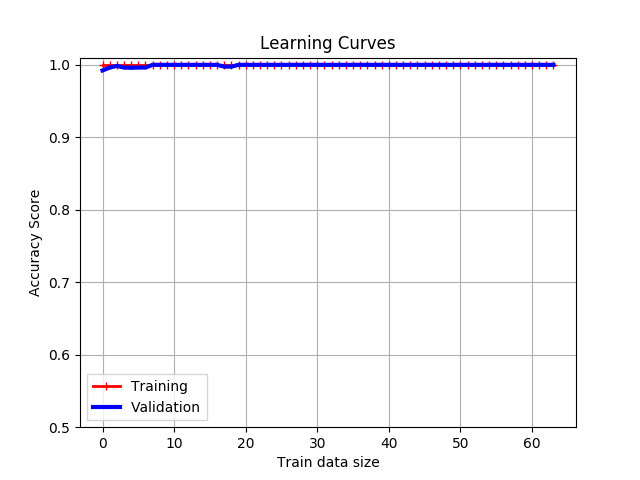 Learning Curves
1.0
0.9
0.8
0.7
0.6
0.5
Accuracy Score
Training
Validation
0 10 20 30 40 50 60
Train data size